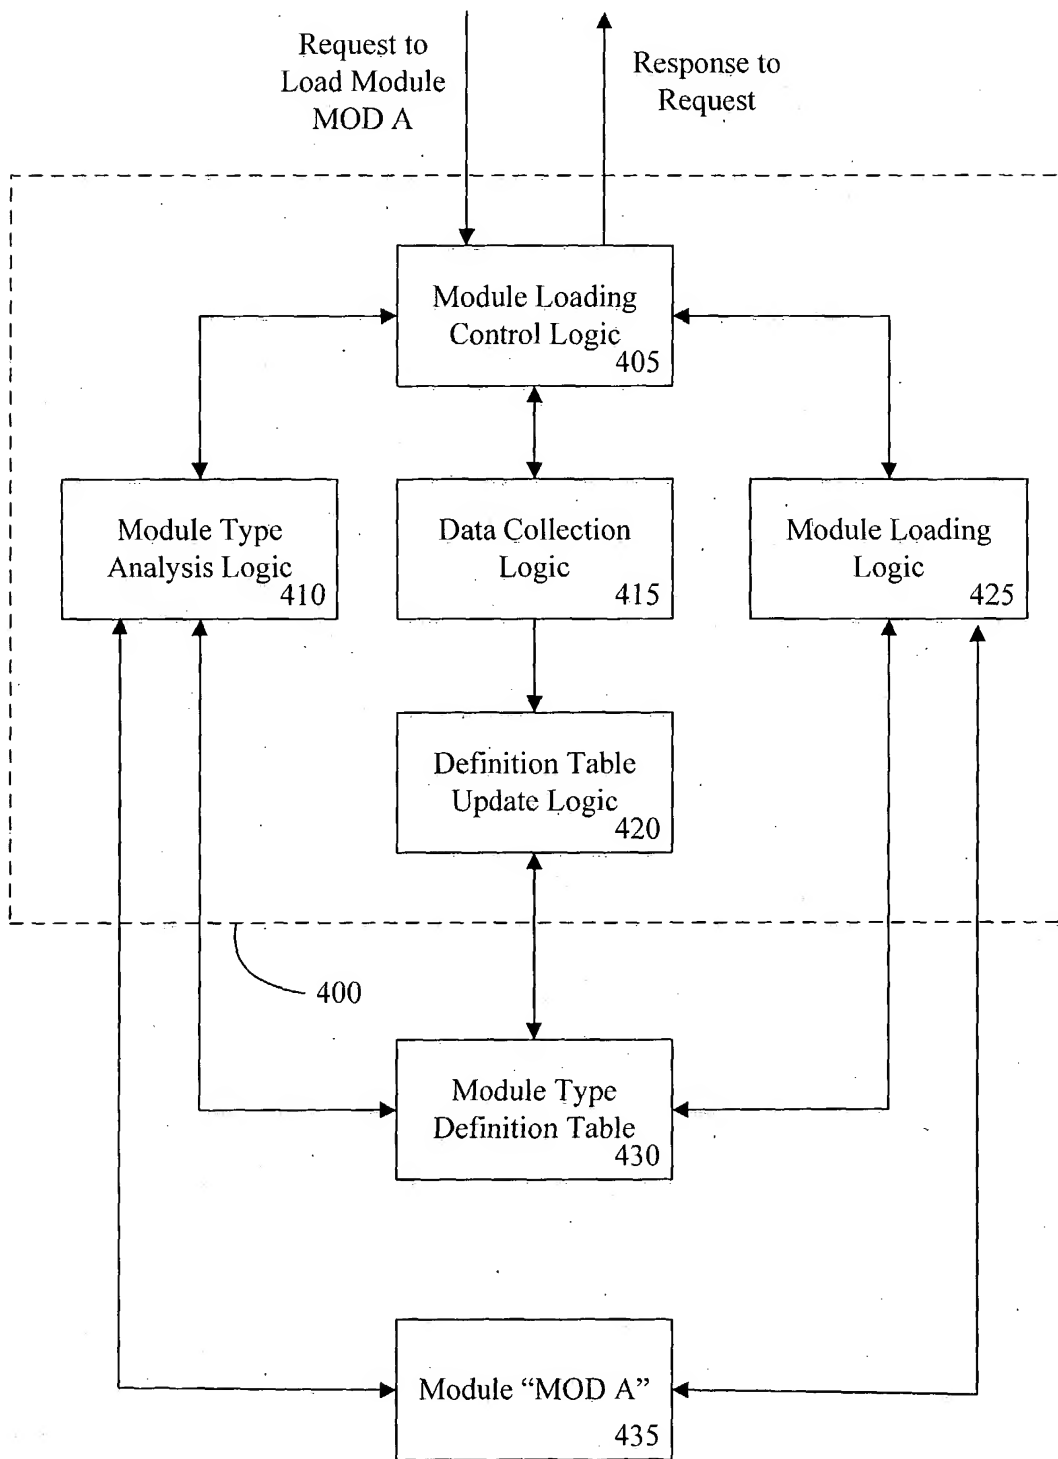 Request to
Load Module
MOD A
Response to
Request
Module Loading
Control Logic
405
Module Type
Analysis Logic
410
Data Collection
Logic
415
Module Loading
Logic
425
Definition Table
Update Logic
420
400
Module Type
Definition Table
430
Module “MOD A”
435